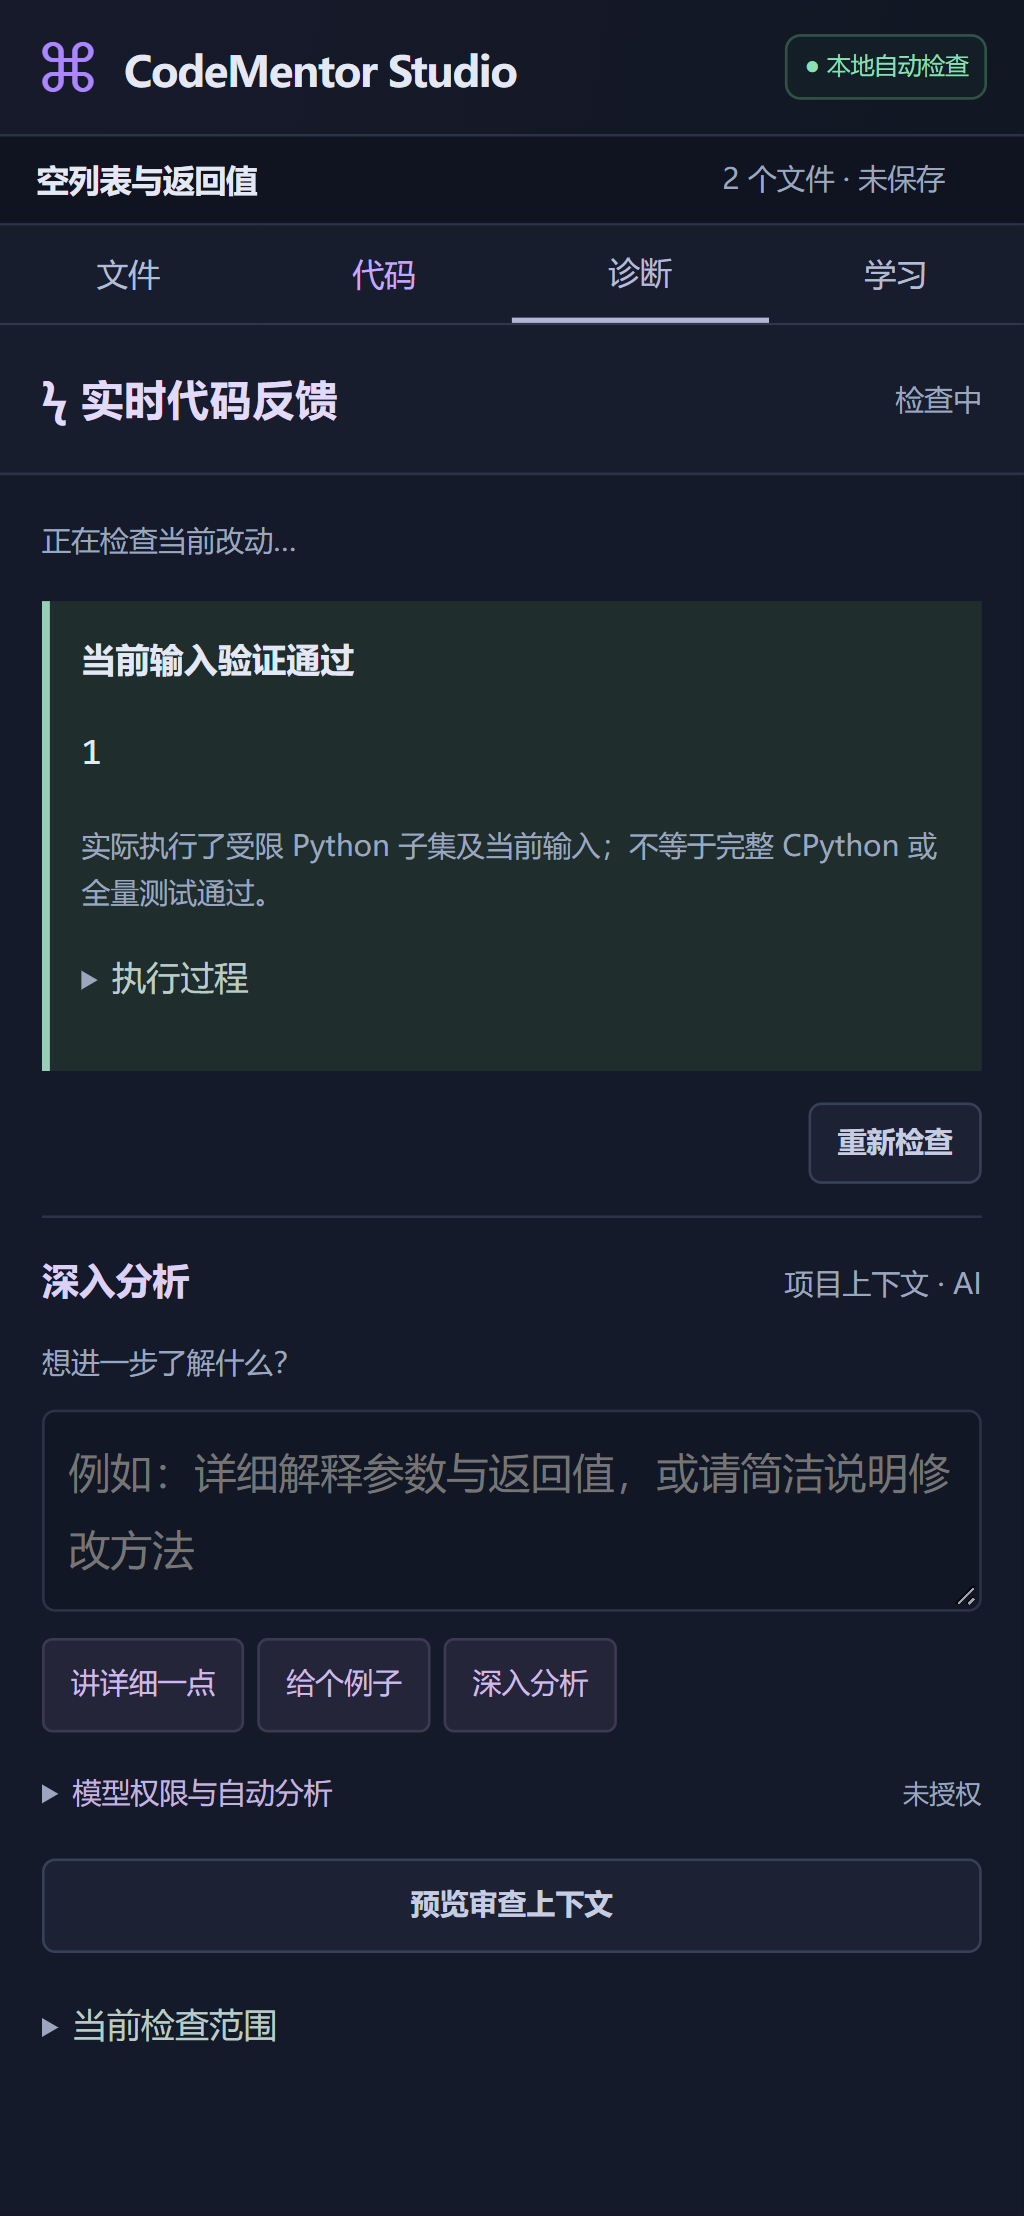 ⌘ CodeMentor Studio
● 本地自动检查
空列表与返回值
2 个文件 · 未保存
文件
代码
诊断
学习
ϟ 实时代码反馈
检查中
正在检查当前改动...
当前输入验证通过
1
实际执行了受限 Python 子集及当前输入；不等于完整 CPython 或
全量测试通过。
▶ 执行过程
重新检查
深入分析
项目上下文 · AI
想进一步了解什么？
例如：详细解释参数与返回值，或请简洁说明修
改方法
讲详细一点
给个例子
深入分析
▶ 模型权限与自动分析
未授权
预览审查上下文
▶ 当前检查范围